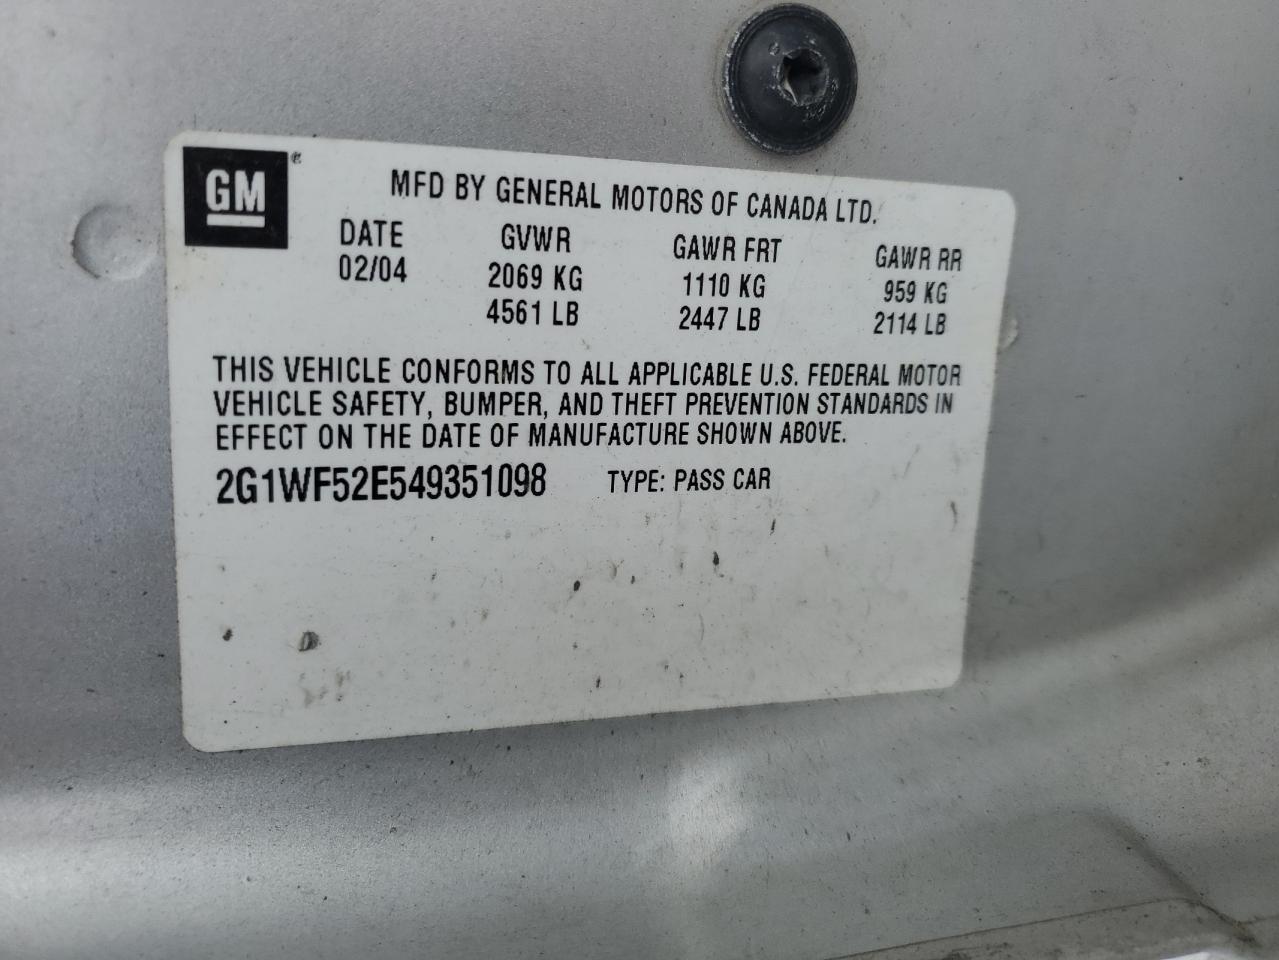 GM®
MFD BY GENERAL MOTORS OF CANADA LTD.
DATE GVWR GAWR FRT GAWR RR
02/04 2069 KG 1110 KG 959 KG
4561 LB 2447 LB 2114 LB
THIS VEHICLE CONFORMS TO ALL APPLICABLE U.S. FEDERAL MOTOR
VEHICLE SAFETY, BUMPER, AND THEFT PREVENTION STANDARDS IN
EFFECT ON THE DATE OF MANUFACTURE SHOWN ABOVE.
2G1WF52E549351098 TYPE: PASS CAR